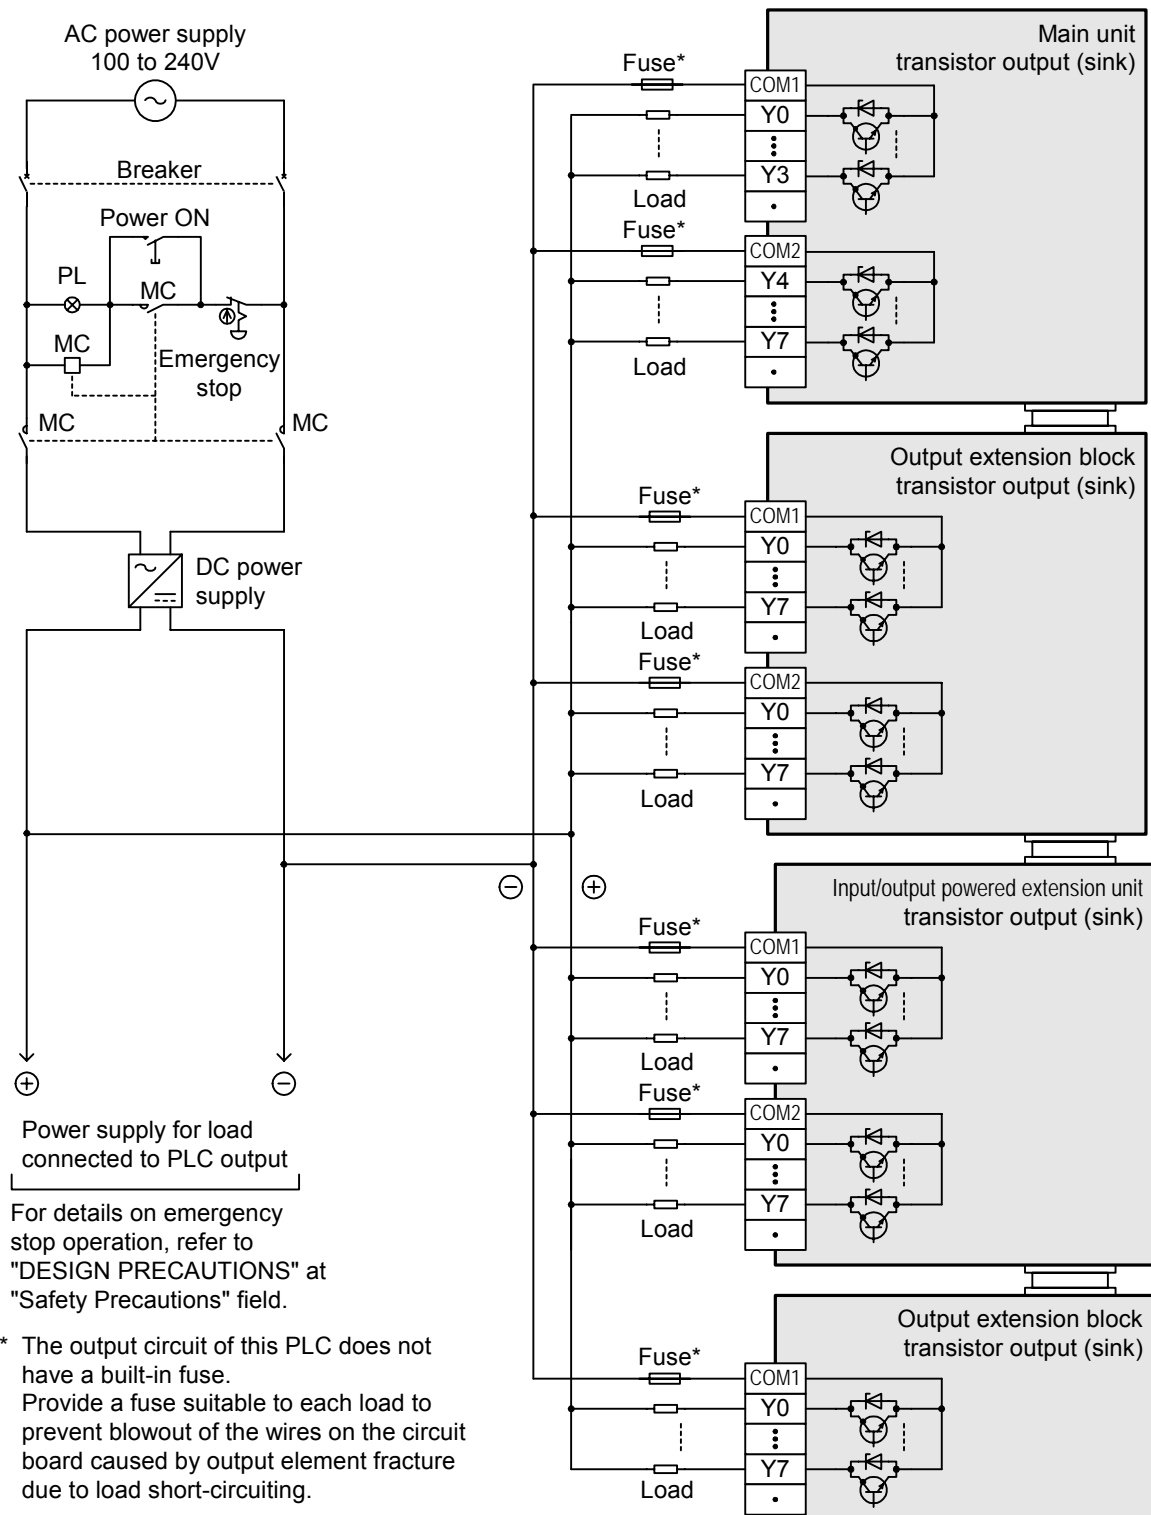 AC power supply
100 to 240V
Breaker
Power ON
PL
MC
MC
Emergency
stop
MC
MC
DC power
supply
Power supply for load
connected to PLC output
For details on emergency
stop operation, refer to
"DESIGN PRECAUTIONS" at
"Safety Precautions" field.
* The output circuit of this PLC does not
have a built-in fuse.
Provide a fuse suitable to each load to
prevent blowout of the wires on the circuit
board caused by output element fracture
due to load short-circuiting.
Main unit
transistor output (sink)
Fuse*
COM1
Y0
Y3
Load
Fuse*
COM2
Y4
Y7
Load
Output extension block
transistor output (sink)
Fuse*
COM1
Y0
Y7
Load
Fuse*
COM2
Y0
Y7
Load
Input/output powered extension unit
transistor output (sink)
Fuse*
COM1
Y0
Y7
Load
Fuse*
COM2
Y0
Y7
Load
Output extension block
transistor output (sink)
Fuse*
COM1
Y0
Y7
Load